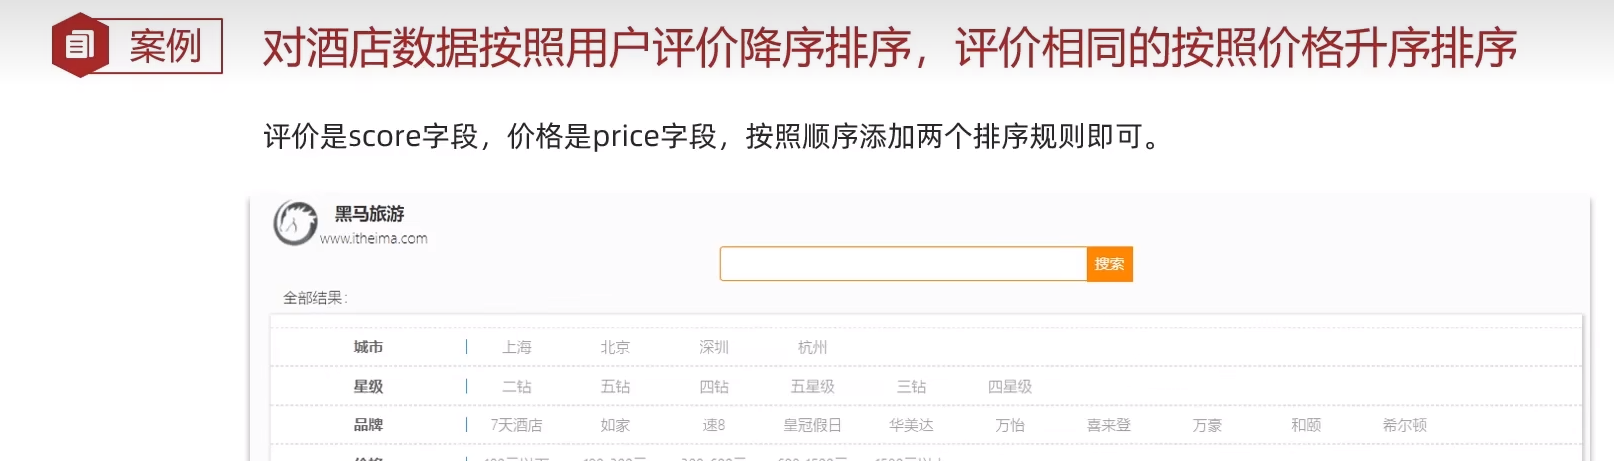 案例 对酒店数据按照用户评价降序排序，评价相同的按照价格升序排序
评价是score字段，价格是price字段，按照顺序添加两个排序规则即可。
黑马旅游
www.itheima.com
搜索
全部结果：
城市 上海 北京 深圳 杭州
星级 二钻 五钻 四钻 五星级 三钻 四星级
品牌 7天酒店 如家 速8 皇冠假日 华美达 万怡 喜来登 万豪 和颐 希尔顿